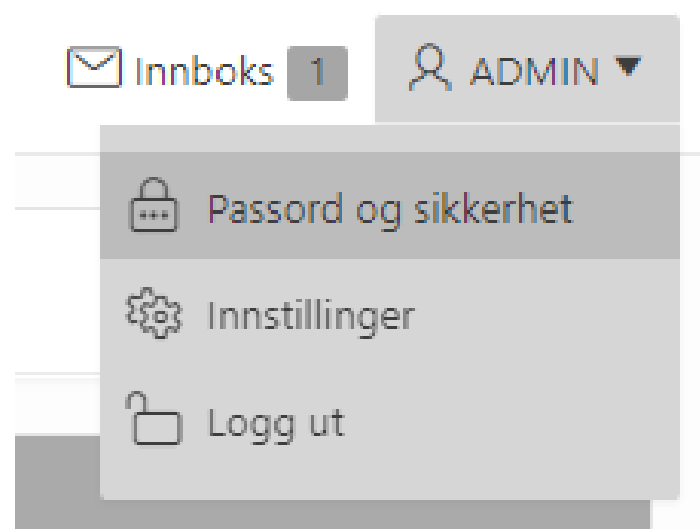 Innboks 1 ADMIN ▼
Passord og sikkerhet
Innstillinger
Logg ut